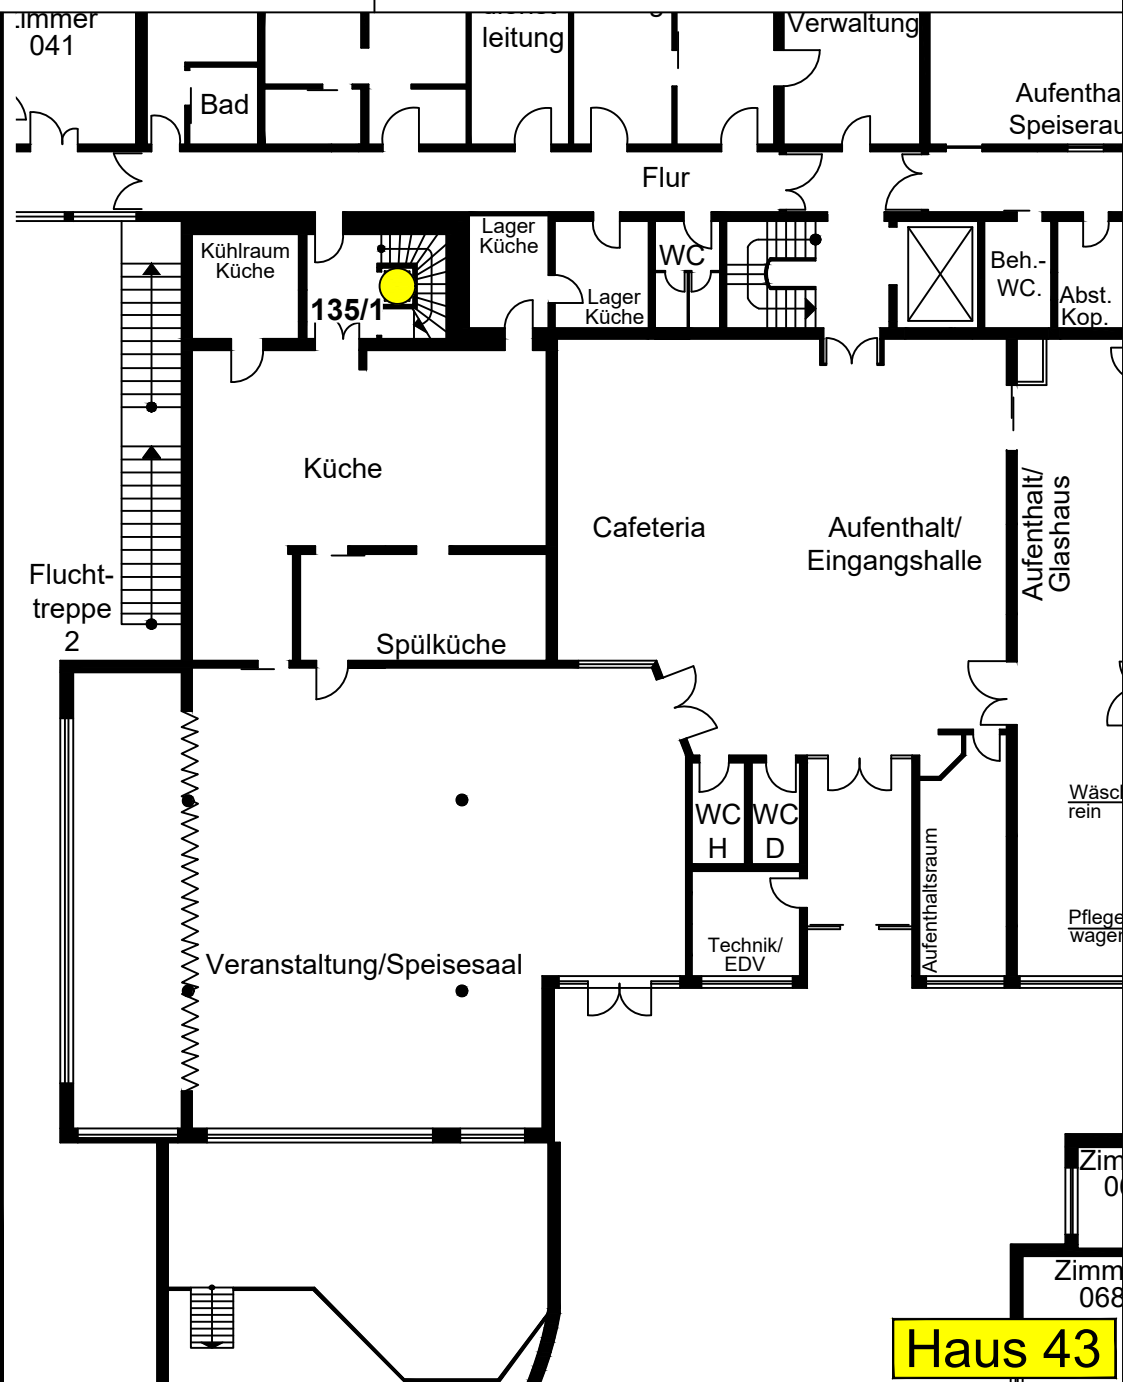 041
leitung
Verwaltung
Bad
Flur
Kühlraum
Küche
135/1
Lager
Küche
Lager
Küche
WC
Beh.-
WC.
Abst.
Kop.
Küche
Cafeteria
Aufenthalt/
Eingangshalle
Aufenthalt/
Glashaus
Flucht-
treppe
2
Spülküche
WC
H
WC
D
Technik/
EDV
Aufenthaltsraum
rein
Veranstaltung/Speisesaal
068
Haus 43